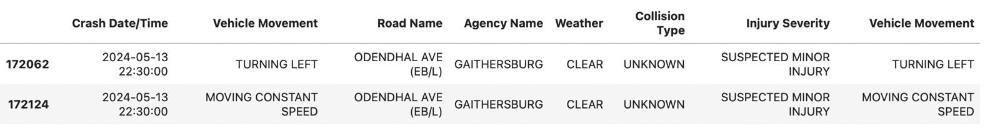 Crash Date/Time Vehicle Movement Road Name Agency Name Weather Collision Type Injury Severity Vehicle Movement
172062 2024-05-13 22:30:00 TURNING LEFT ODENDHAL AVE (EB/L) GAITHERSBURG CLEAR UNKNOWN SUSPECTED MINOR INJURY TURNING LEFT
172124 2024-05-13 22:30:00 MOVING CONSTANT SPEED ODENDHAL AVE (EB/L) GAITHERSBURG CLEAR UNKNOWN SUSPECTED MINOR INJURY MOVING CONSTANT SPEED